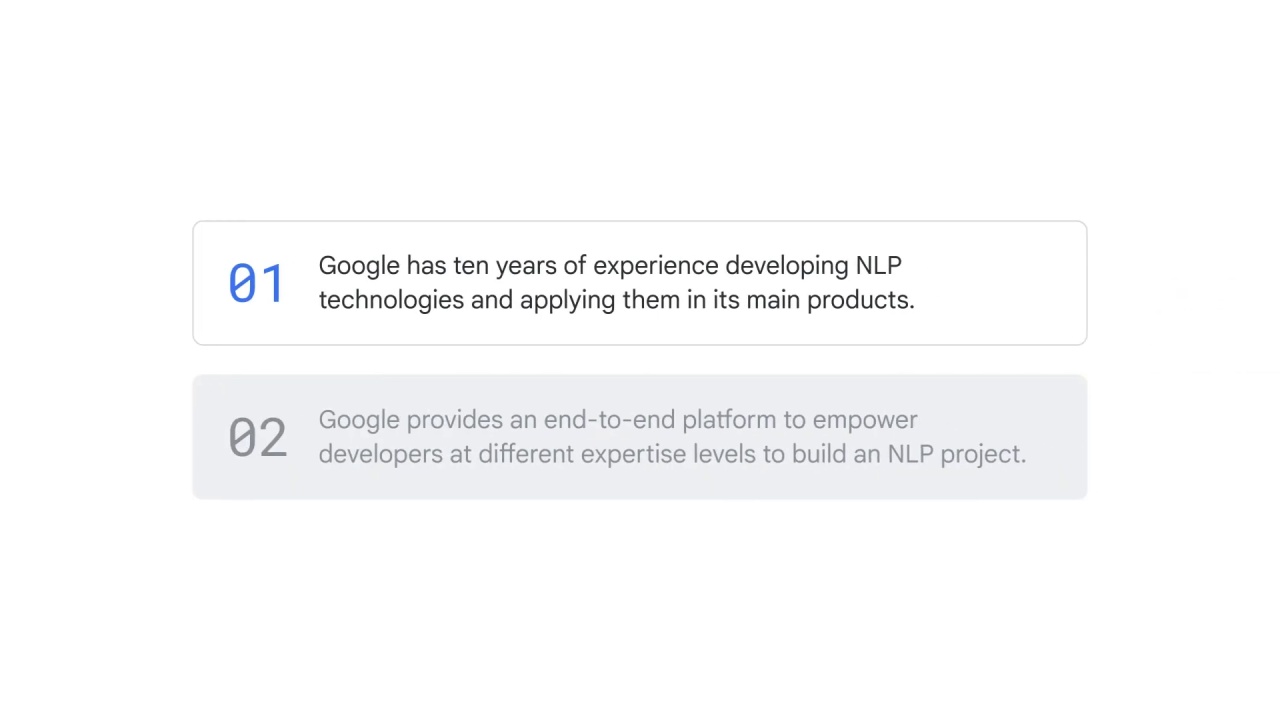 01
Google has ten years of experience developing NLP
technologies and applying them in its main products.
02
Google provides an end-to-end platform to empower
developers at different expertise levels to build an NLP project.